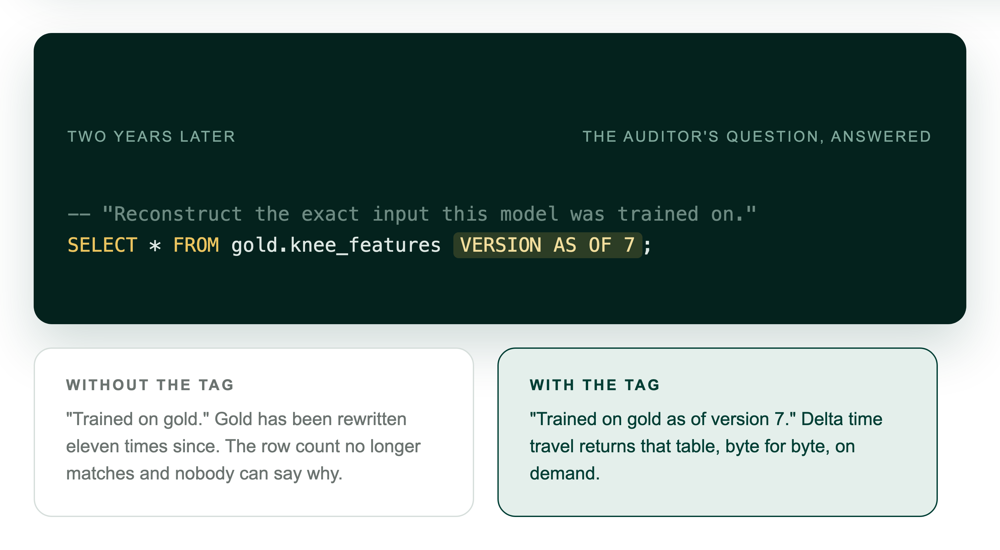 TWO YEARS LATER
THE AUDITOR'S QUESTION, ANSWERED
-- "Reconstruct the exact input this model was trained on."
SELECT * FROM gold.knee_features VERSION AS OF 7;
WITHOUT THE TAG
"Trained on gold." Gold has been rewritten
eleven times since. The row count no longer
matches and nobody can say why.
WITH THE TAG
"Trained on gold as of version 7." Delta time
travel returns that table, byte for byte, on
demand.